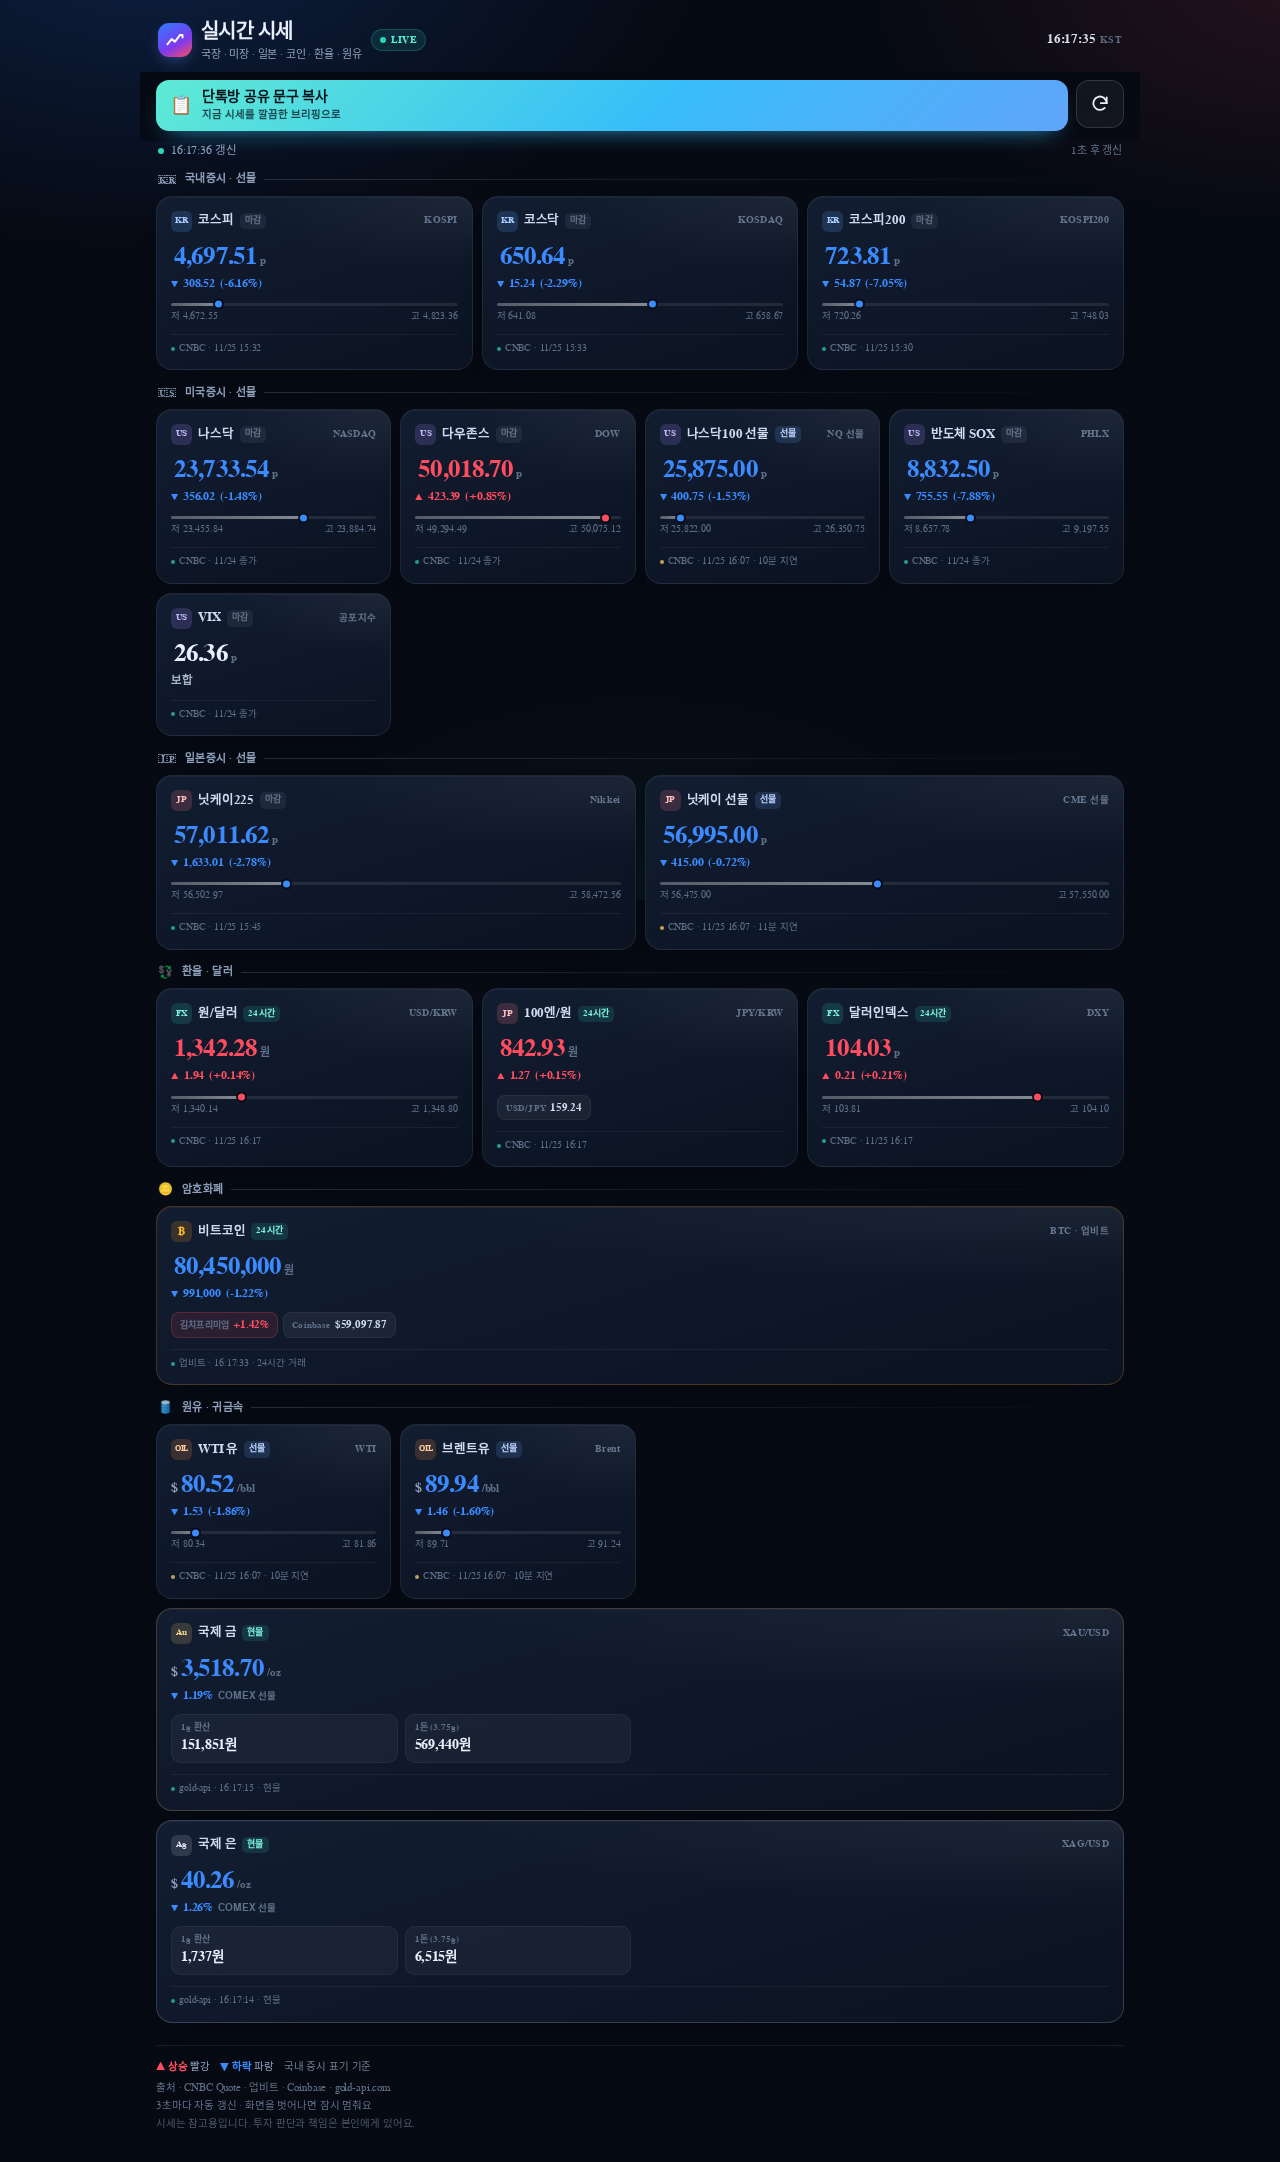 실시간 시세
국장 · 미장 · 일본 · 코인 · 환율 · 원유
LIVE
16:17:35 KST
단톡방 공유 문구 복사
지금 시세를 깔끔한 브리핑으로
16:17:36 갱신
1초 후 갱신
KR 국내증시 · 선물
KR 코스피 마감 KOSPI
4,697.51 p
▼ 308.52 (-6.16%)
저 4,672.55 고 4,823.36
CNBC · 11/25 15:32
KR 코스닥 마감 KOSDAQ
650.64 p
▼ 15.24 (-2.29%)
저 641.08 고 658.67
CNBC · 11/25 15:33
KR 코스피200 마감 KOSPI200
723.81 p
▼ 54.87 (-7.05%)
저 720.26 고 748.03
CNBC · 11/25 15:30
US 미국증시 · 선물
US 나스닥 마감 NASDAQ
23,733.54 p
▼ 356.02 (-1.48%)
저 23,455.84 고 23,884.74
CNBC · 11/24 종가
US 다우존스 마감 DOW
50,018.70 p
▲ 423.39 (+0.85%)
저 49,294.49 고 50,075.12
CNBC · 11/24 종가
US 나스닥100 선물 선물 NQ 선물
25,875.00 p
▼ 400.75 (-1.53%)
저 25,822.00 고 26,350.75
CNBC · 11/25 16:07 · 10분 지연
US 반도체 SOX 마감 PHLX
8,832.50 p
▼ 755.55 (-7.88%)
저 8,657.78 고 9,197.55
CNBC · 11/24 종가
US VIX 마감 공포지수
26.36 p
보합
CNBC · 11/24 종가
JP 일본증시 · 선물
JP 닛케이225 마감 Nikkei
57,011.62 p
▼ 1,633.01 (-2.78%)
저 56,502.97 고 58,472.56
CNBC · 11/25 15:45
JP 닛케이 선물 선물 CME 선물
56,995.00 p
▼ 415.00 (-0.72%)
저 56,475.00 고 57,550.00
CNBC · 11/25 16:07 · 11분 지연
환율 · 달러
FX 원/달러 24시간 USD/KRW
1,342.28 원
▲ 1.94 (+0.14%)
저 1,340.14 고 1,348.80
CNBC · 11/25 16:17
JP 100엔/원 24시간 JPY/KRW
842.93 원
▲ 1.27 (+0.15%)
USD/JPY 159.24
CNBC · 11/25 16:17
FX 달러인덱스 24시간 DXY
104.03 p
▲ 0.21 (+0.21%)
저 103.81 고 104.10
CNBC · 11/25 16:17
암호화폐
₿ 비트코인 24시간 BTC · 업비트
80,450,000 원
▼ 991,000 (-1.22%)
김치프리미엄 +1.42% Coinbase $59,097.87
업비트 · 16:17:33 · 24시간 거래
원유 · 귀금속
OIL WTI유 선물 WTI
$ 80.52 /bbl
▼ 1.53 (-1.86%)
저 80.34 고 81.86
CNBC · 11/25 16:07 · 10분 지연
OIL 브렌트유 선물 Brent
$ 89.94 /bbl
▼ 1.46 (-1.60%)
저 89.71 고 91.24
CNBC · 11/25 16:07 · 10분 지연
Au 국제 금 현물 XAU/USD
$ 3,518.70 /oz
▼ 1.19% COMEX 선물
1g 환산
151,851원
1돈 (3.75g)
569,440원
gold-api · 16:17:15 · 현물
Ag 국제 은 현물 XAG/USD
$ 40.26 /oz
▼ 1.26% COMEX 선물
1g 환산
1,737원
1돈 (3.75g)
6,515원
gold-api · 16:17:14 · 현물
▲ 상승 빨강 ▼ 하락 파랑 국내 증시 표기 기준
출처 · CNBC Quote · 업비트 · Coinbase · gold-api.com
3초마다 자동 갱신 · 화면을 벗어나면 잠시 멈춰요
시세는 참고용입니다. 투자 판단과 책임은 본인에게 있어요.